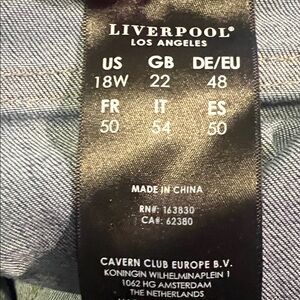 LIVERPOOL®
LOS ANGELES
US GB DE/EU
18W 22 48
FR IT ES
50 54 50
MADE IN CHINA
RN#: 163830
CA#: 62380
CAVERN CLUB EUROPE B.V.
KONINGIN WILHELMINAPLEIN 1
1062 HG AMSTERDAM
THE NETHERLANDS